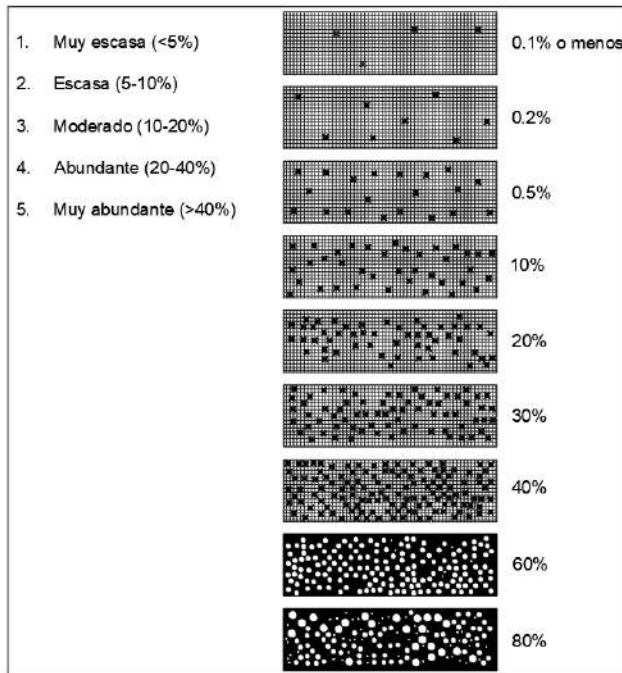 1. Muy escasa (<5%)
2. Escasa (5-10%)
3. Moderado (10-20%)
4. Abundante (20-40%)
5. Muy abundante (>40%)
0.1% o menos
0.2%
0.5%
10%
20%
30%
40%
60%
80%